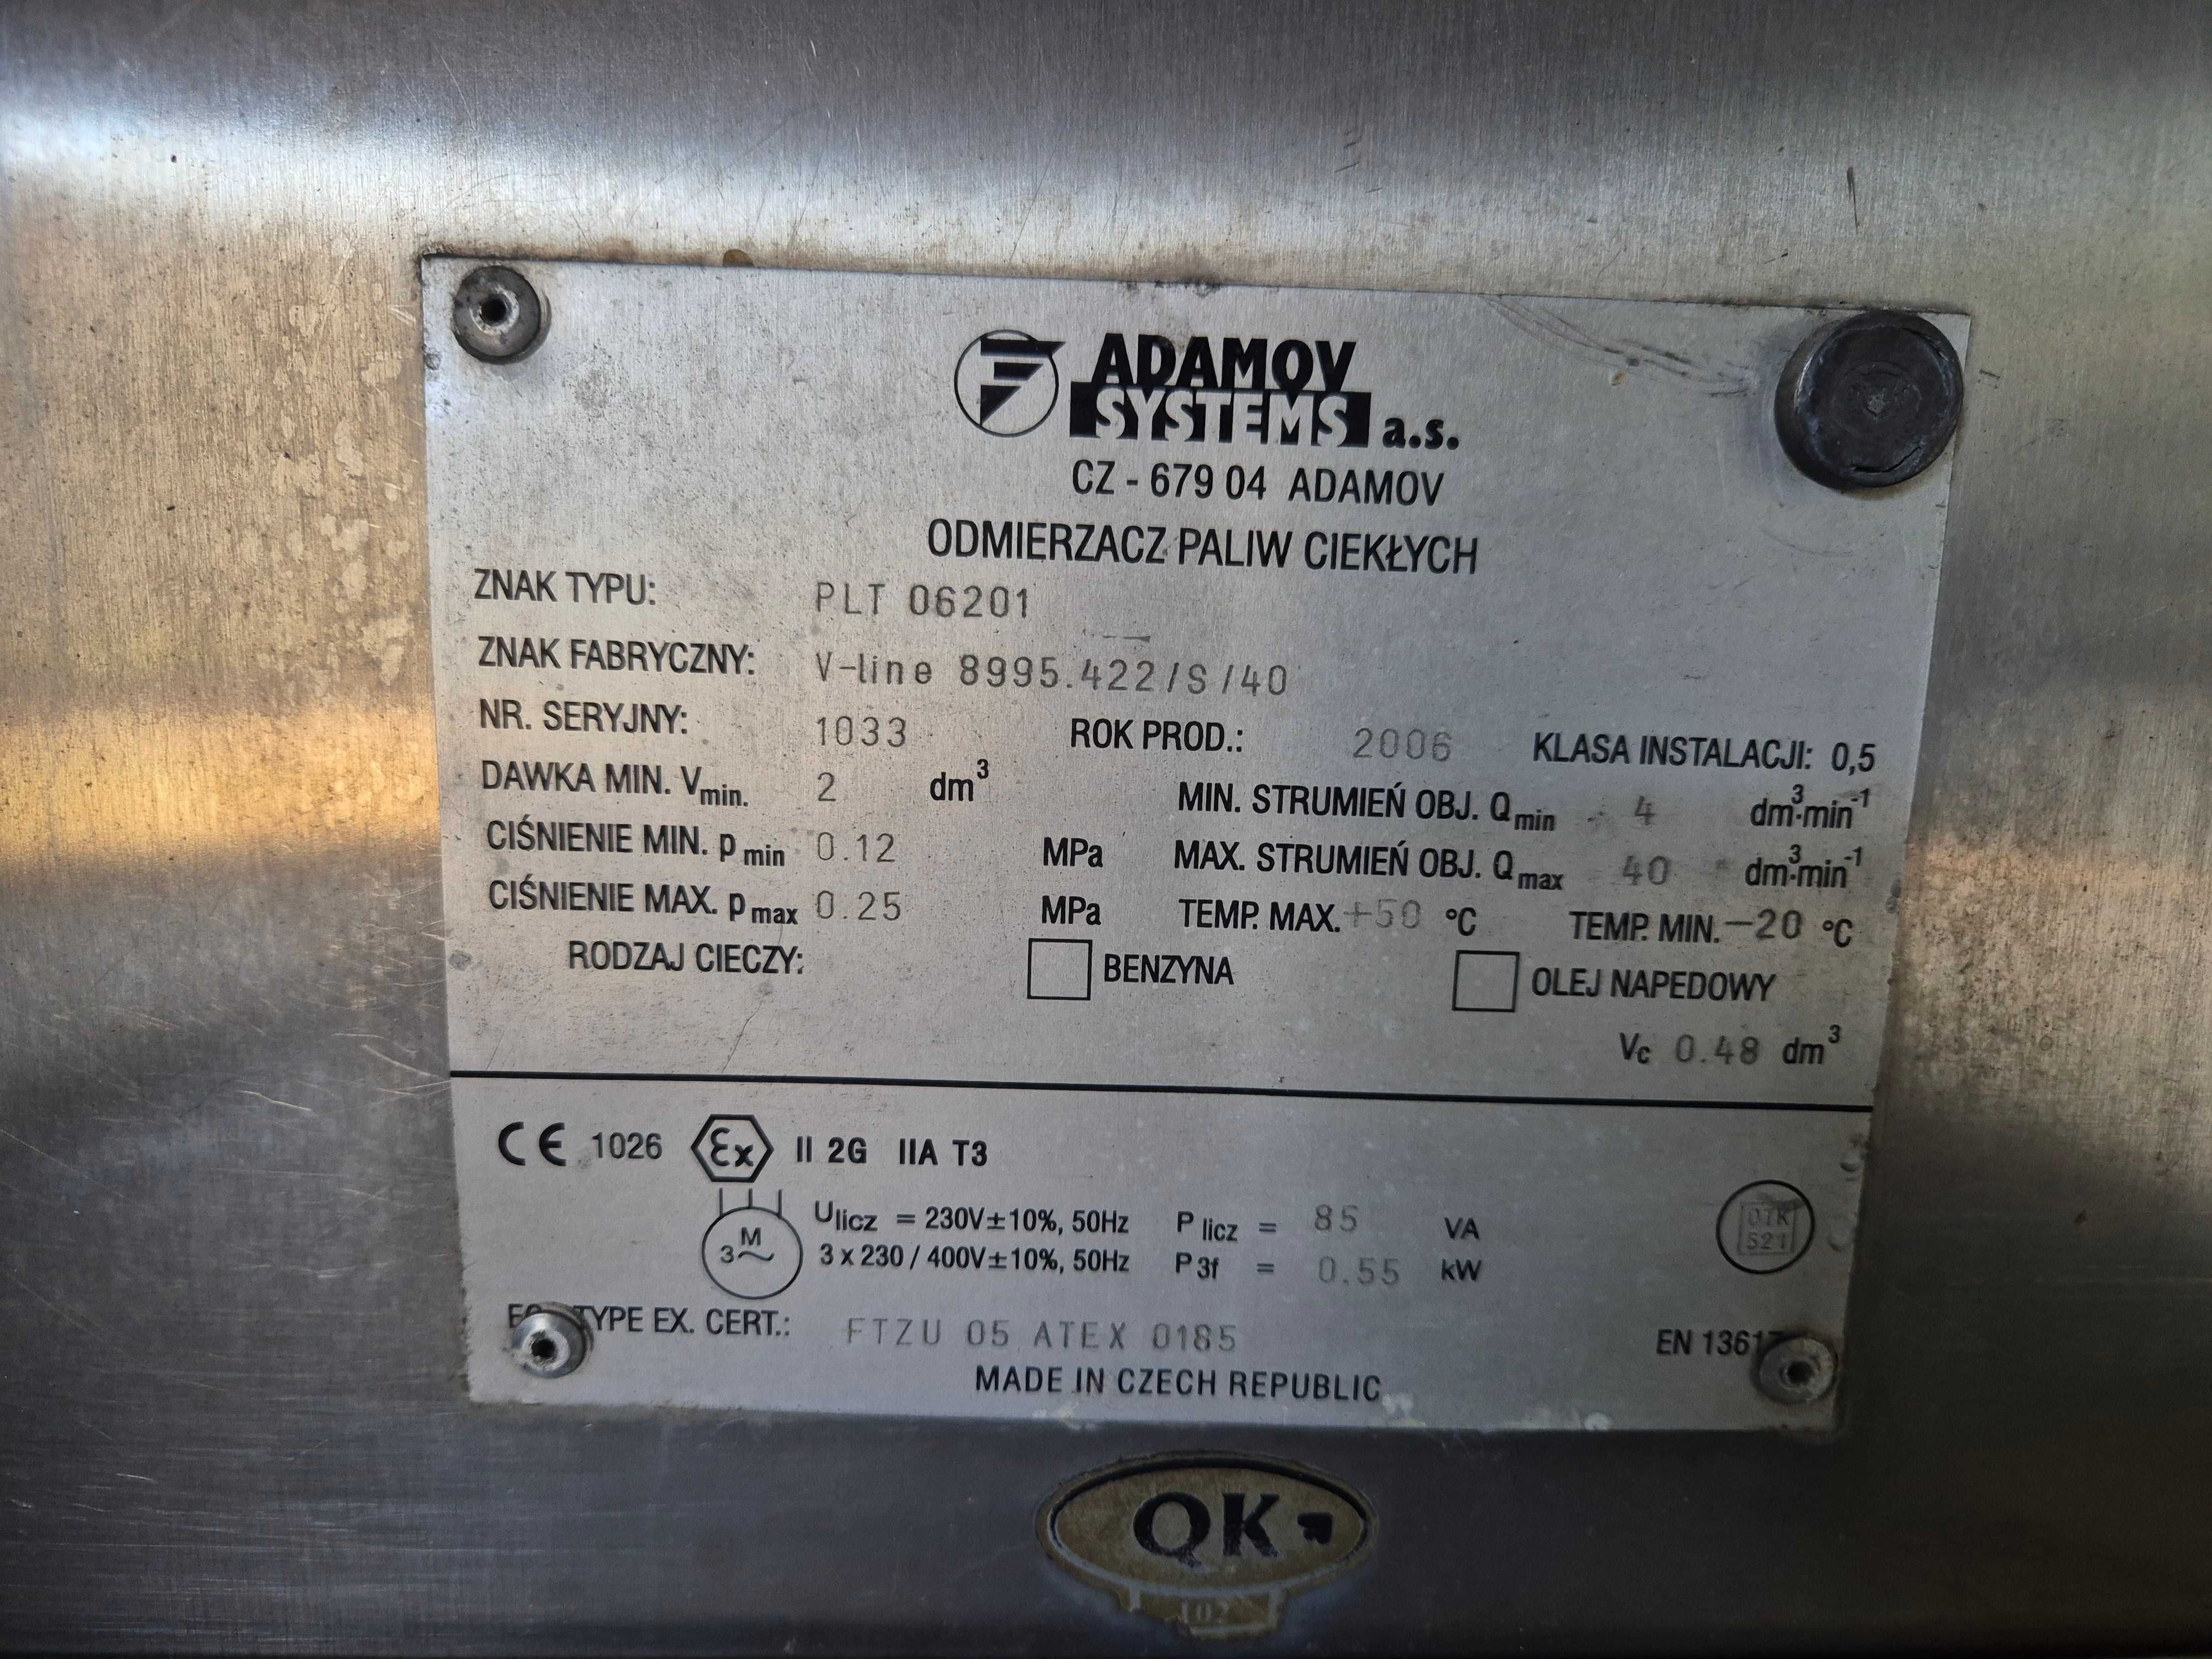 ADAMOV
SYSTEMS a.s.
CZ - 679 04 ADAMOV
ODMIERZACZ PALIW CIEKŁYCH
ZNAK TYPU: PLT 06201
ZNAK FABRYCZNY: V-line 8995.422/S/40
NR. SERYJNY: 1033 ROK PROD.: 2006 KLASA INSTALACJI: 0,5
DAWKA MIN. Vmin. 2 dm³ MIN. STRUMIEŃ OBJ. Qmin 4 dm³·min⁻¹
CIŚNIENIE MIN. pmin 0.12 MPa MAX. STRUMIEŃ OBJ. Qmax 40 dm³·min⁻¹
CIŚNIENIE MAX. pmax 0.25 MPa TEMP. MAX. +50 °C TEMP. MIN. -20 °C
RODZAJ CIECZY: BENZYNA OLEJ NAPEDOWY
Vc 0.48 dm³
CE 1026 Ex II 2G IIA T3
Ulicz = 230V±10%, 50Hz Plicz = 85 VA
M 3~ 3 x 230 / 400V±10%, 50Hz P3f = 0.55 kW
OTK
521
TYPE EX. CERT.: FTZU 05 ATEX 0185
EN 13617
MADE IN CZECH REPUBLIC
QK
102